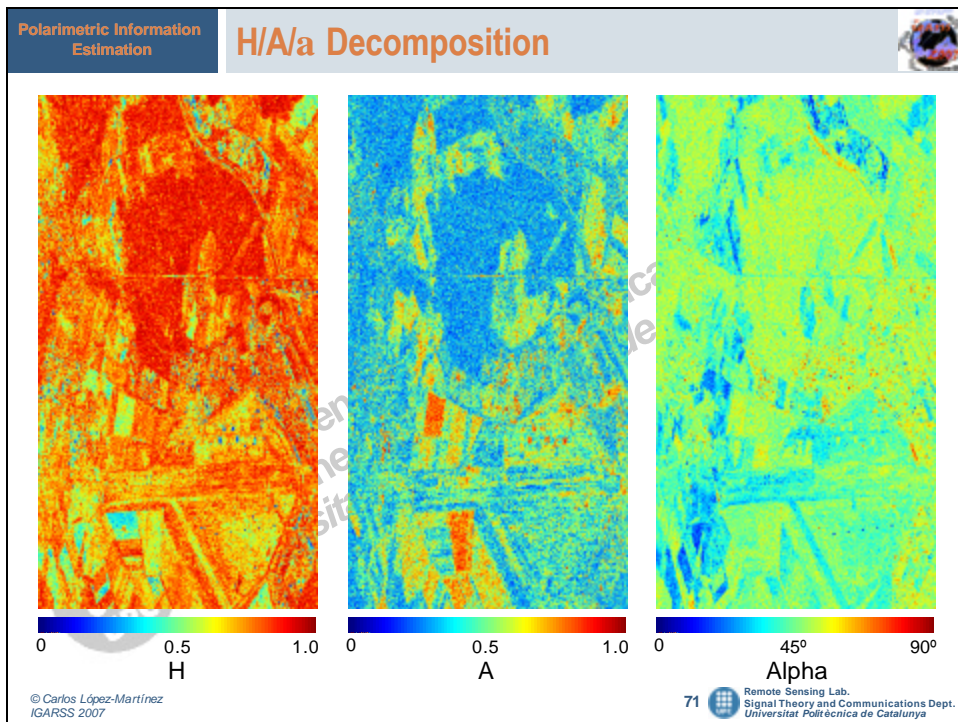 Polarimetric Information
Estimation
H/A/a Decomposition
0 0.5 1.0
H
0 0.5 1.0
A
0 45º 90º
Alpha
© Carlos López-Martínez
IGARSS 2007
71
Remote Sensing Lab.
Signal Theory and Communications Dept.
Universitat Politècnica de Catalunya